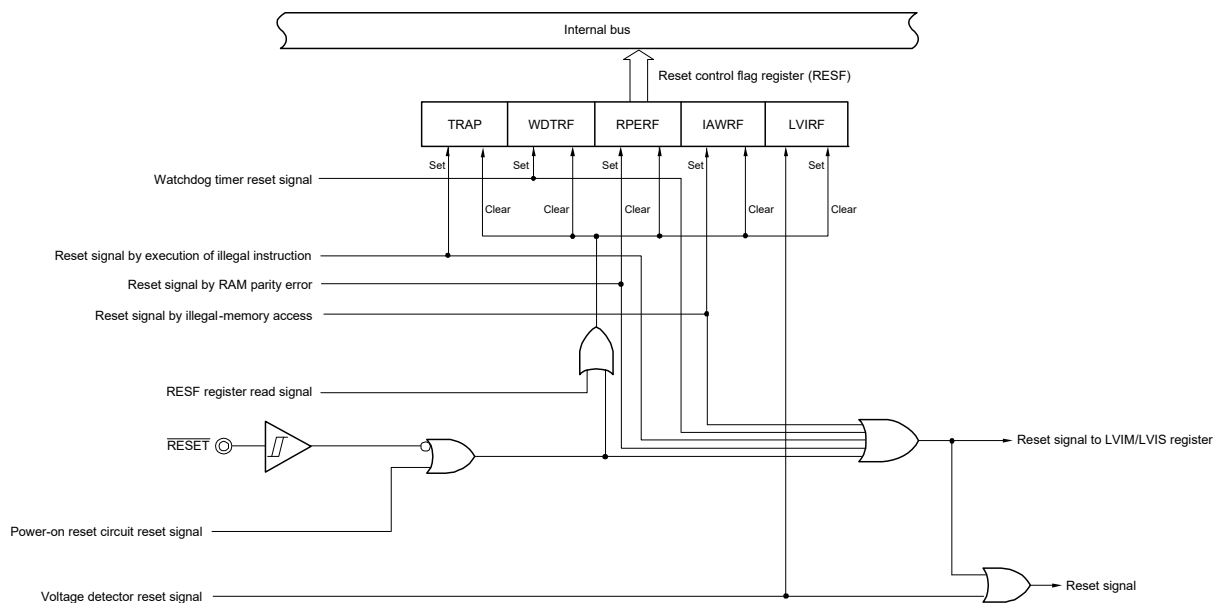 Internal bus
Reset control flag register (RESF)
TRAP WDTRF RPERF IAWRF LVIRF
Set Set Set Set Set
Watchdog timer reset signal
Clear Clear Clear Clear Clear
Reset signal by execution of illegal instruction
Reset signal by RAM parity error
Reset signal by illegal-memory access
RESF register read signal
RESET
Reset signal to LVIM/LVIS register
Power-on reset circuit reset signal
Reset signal
Voltage detector reset signal